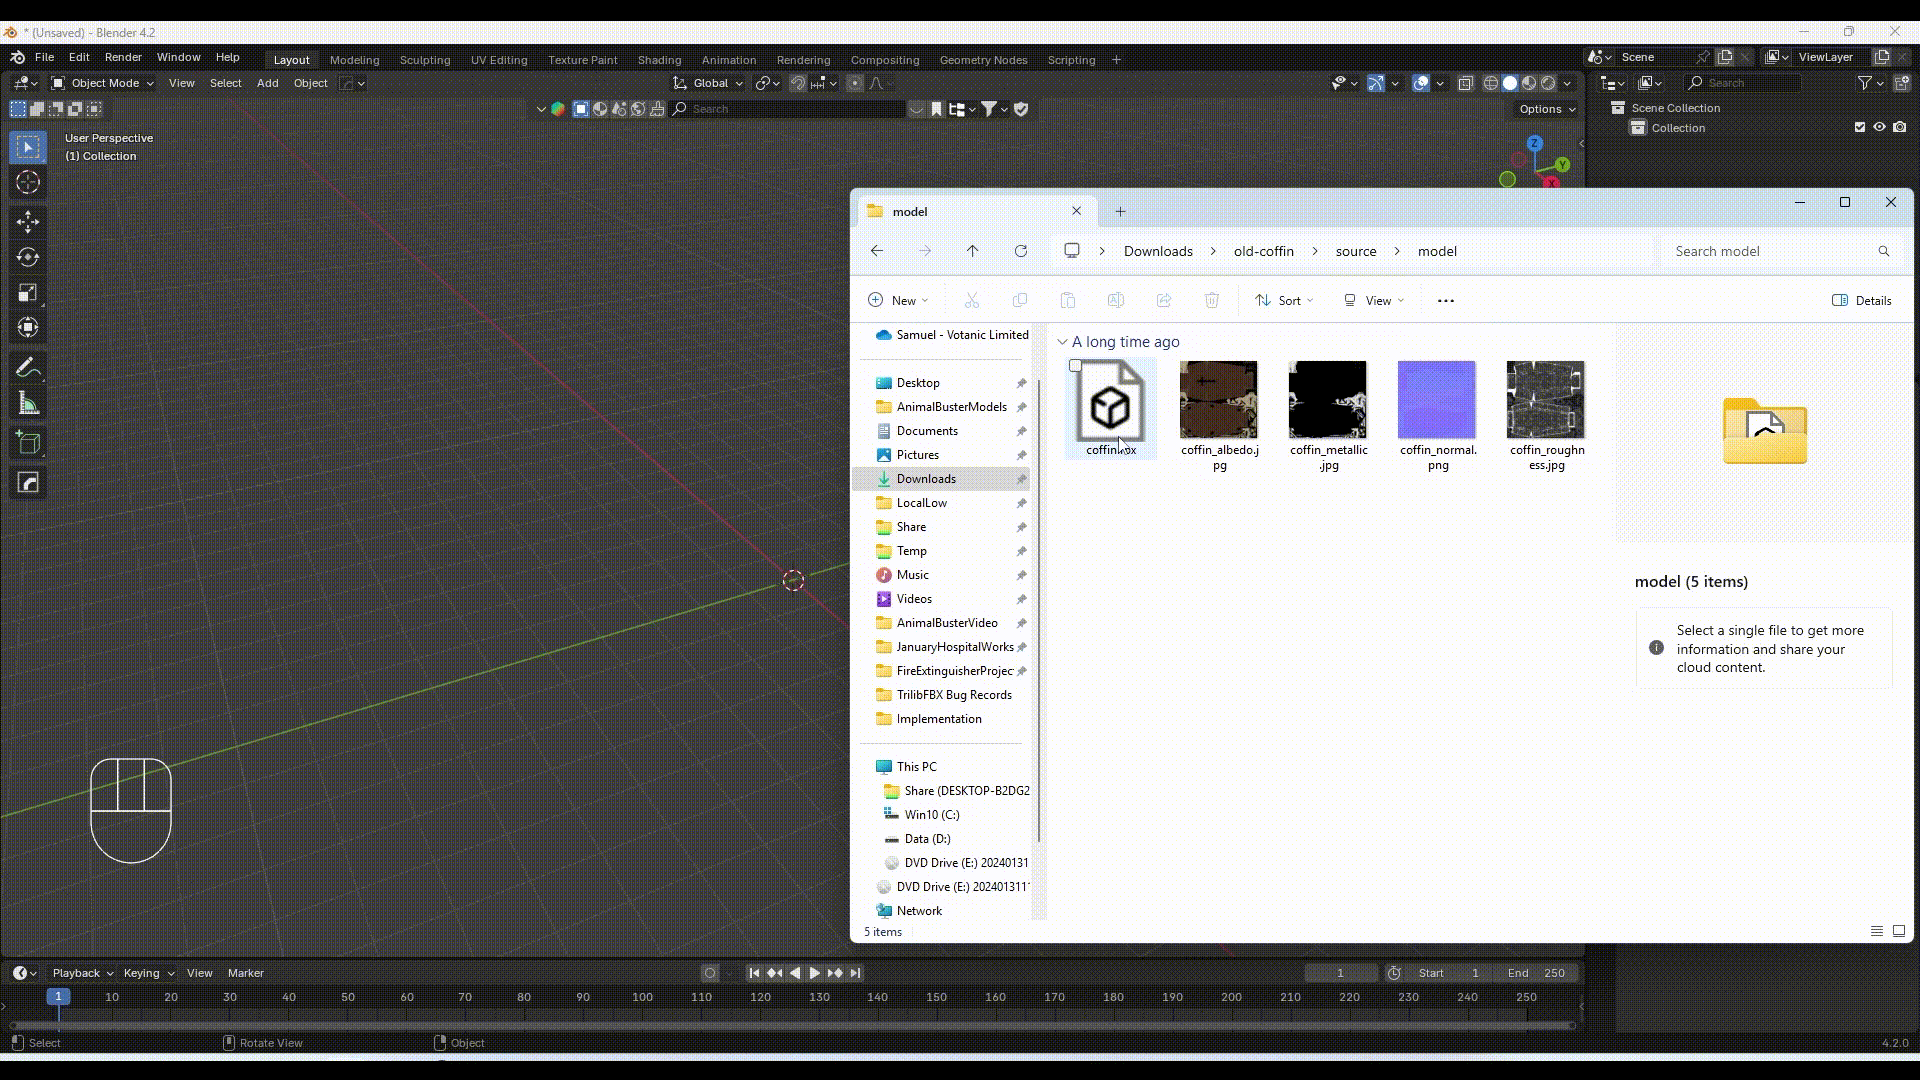 * (Unsaved) - Blender 4.2
File Edit Render Window Help
Layout Modeling Sculpting UV Editing Texture Paint Shading Animation Rendering Compositing Geometry Nodes Scripting +
Scene
ViewLayer
Object Mode View Select Add Object
Global
Search
Search
Options
User Perspective
(1) Collection
Scene Collection
Collection
Z
Y
X
model
Downloads > old-coffin > source > model
Search model
New
Sort
View
Details
Samuel - Votanic Limited
Desktop
AnimalBusterModels
Documents
Pictures
Downloads
LocalLow
Share
Temp
Music
Videos
AnimalBusterVideo
JanuaryHospitalWorks
FireExtinguisherProjec
TrilibFBX Bug Records
Implementation
This PC
Share (DESKTOP-B2DG2
Win10 (C:)
Data (D:)
DVD Drive (E:) 20240131
DVD Drive (E:) 202401311
Network
5 items
A long time ago
coffin_albedo.j
pg
coffin_metallic
.jpg
coffin_normal.
png
coffin_roughn
ess.jpg
model (5 items)
Select a single file to get more
information and share your
cloud content.
Playback Keying View Marker
1
Start 1
End 250
1 10 20 30 40 50 60 70 80 90 100 110 120 130 140 150 160 170 180 190 200 210 220 230 240 250
Select
Rotate View
Object
4.2.0